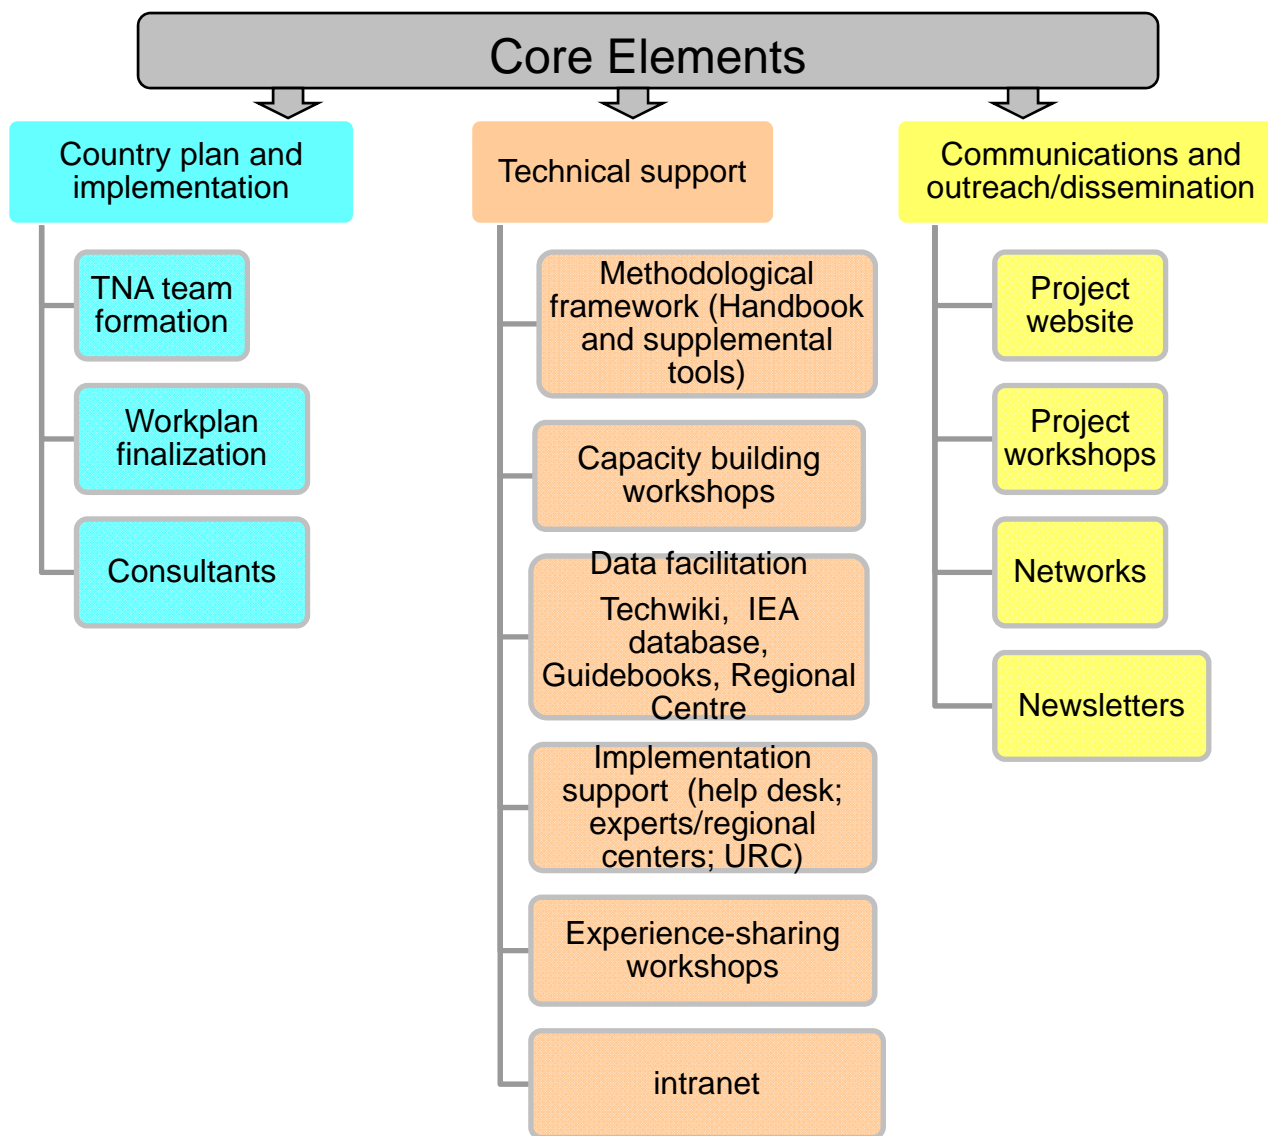 Core Elements
Country plan and
implementation
TNA team
formation
Workplan
finalization
Consultants
Technical support
Methodological
framework (Handbook
and supplemental
tools)
Capacity building
workshops
Data facilitation
Techwiki,  IEA
database,
Guidebooks, Regional
Centre
Implementation
support  (help desk;
experts/regional
centers; URC)
Experience-sharing
workshops
intranet
Communications and
outreach/dissemination
Project
website
Project
workshops
Networks
Newsletters